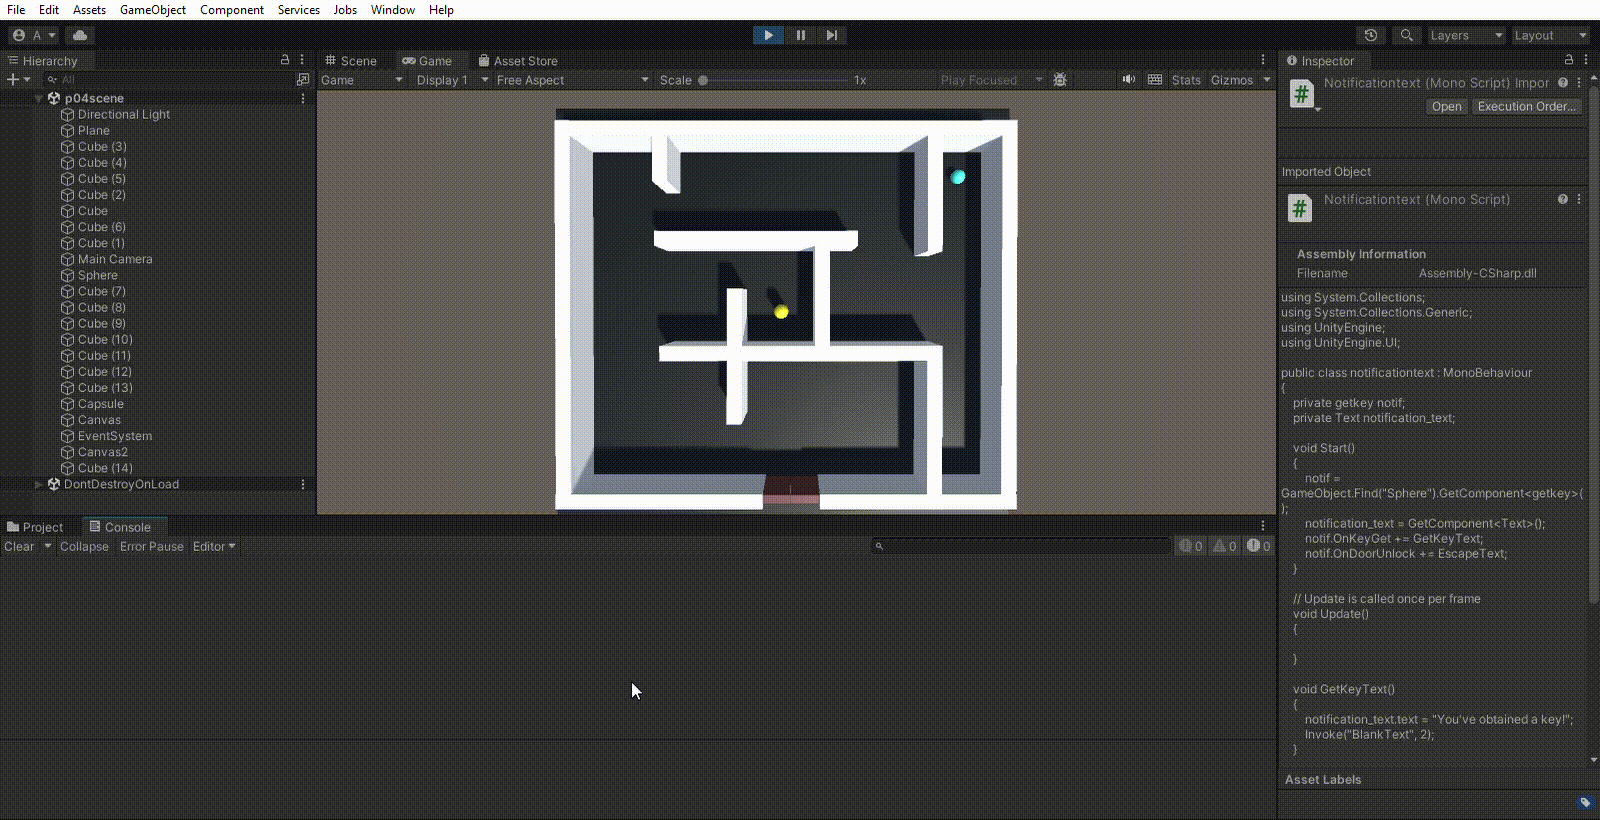 File Edit Assets GameObject Component Services Jobs Window Help
A Layers Layout
Hierarchy
All
p04scene
Directional Light
Plane
Cube (3)
Cube (4)
Cube (5)
Cube (2)
Cube
Cube (6)
Cube (1)
Main Camera
Sphere
Cube (7)
Cube (8)
Cube (9)
Cube (10)
Cube (11)
Cube (12)
Cube (13)
Capsule
Canvas
EventSystem
Canvas2
Cube (14)
DontDestroyOnLoad
Scene Game Asset Store
Game Display 1 Free Aspect Scale 1x Play Focused Stats Gizmos
Project Console
Clear Collapse Error Pause Editor 0 0 0
Inspector
Notificationtext (Mono Script) Impor
Open Execution Order...
Imported Object
Notificationtext (Mono Script)
Assembly Information
Filename Assembly-CSharp.dll
using System.Collections;
using System.Collections.Generic;
using UnityEngine;
using UnityEngine.UI;
public class notificationtext : MonoBehaviour
{
private getkey notif;
private Text notification_text;
void Start()
{
notif =
GameObject.Find("Sphere").GetComponent<getkey>(
);
notification_text = GetComponent<Text>();
notif.OnKeyGet += GetKeyText;
notif.OnDoorUnlock += EscapeText;
}
// Update is called once per frame
void Update()
{
}
void GetKeyText()
{
notification_text.text = "You've obtained a key!";
Invoke("BlankText", 2);
}
Asset Labels